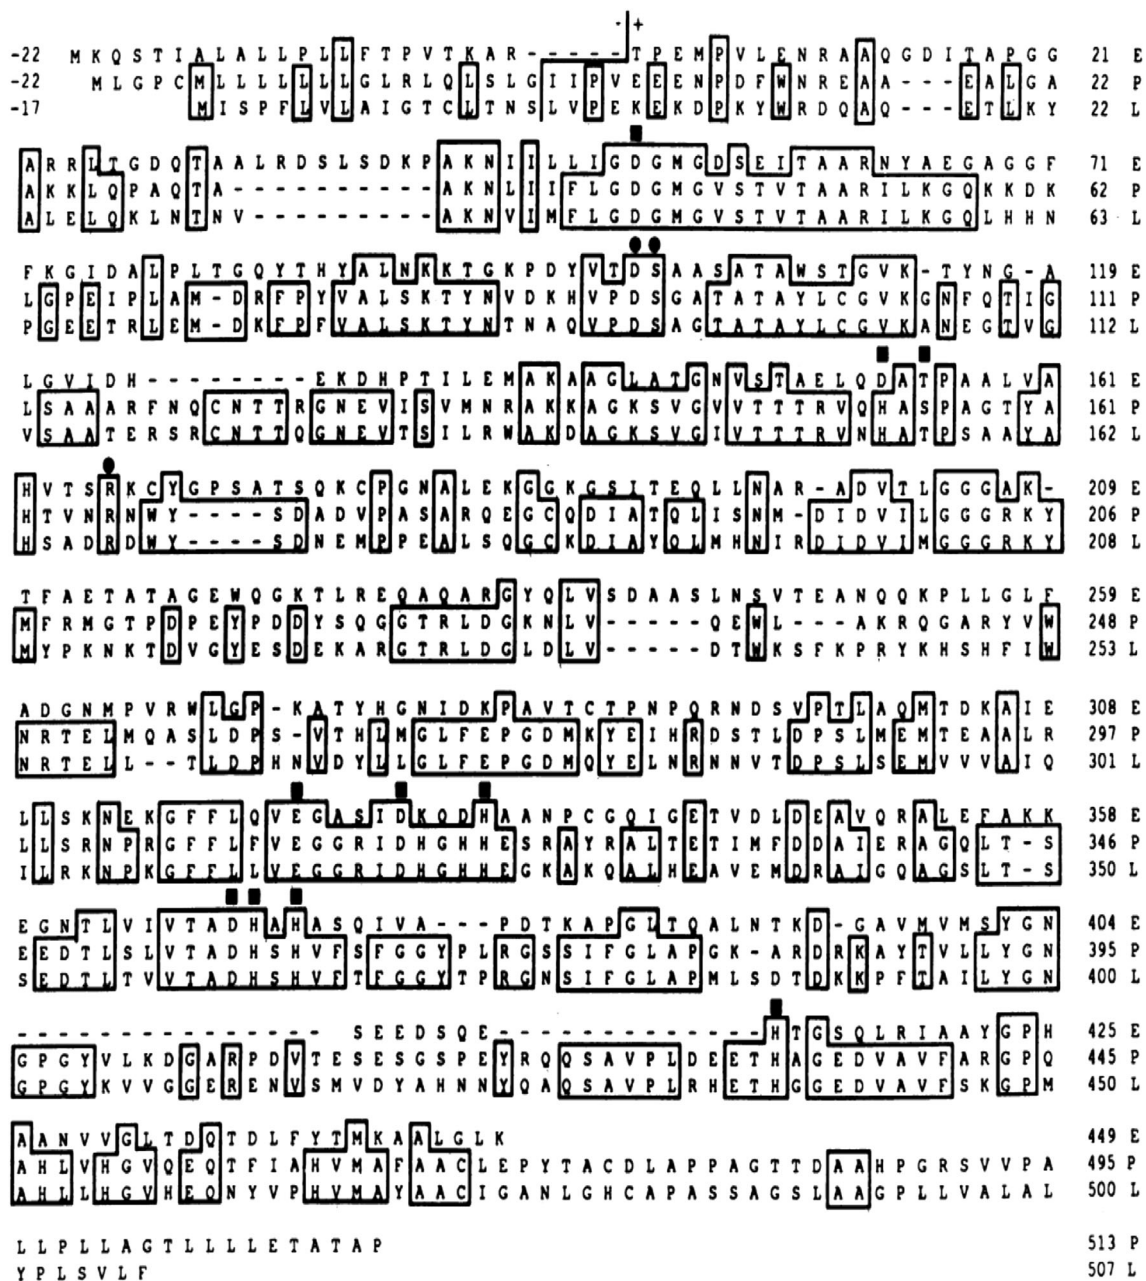 - +
-22 M K Q S T I A L A L L P L L F T P V T K A R - - - - - T P E M P V L E N R A A Q G D I T A P G G 21 E
-22 M L G P C M L L L L L L L L G L R L Q L S L G I I P V E E E N P D F W N R E A A - - - E A L G A 22 P
-17 M I S P F L V L A I G T C L T N S L V P E K E K D P K Y W R D Q A Q - - - E T L K Y 22 L
A R R L T G D Q T A A L R D S L S D K P A K N I I L L I G D G M G D S E I T A A R N Y A E G A G G F 71 E
A K K L Q P A Q T A - - - - - - - - - A K N L I I F L G D G M G V S T V T A A R I L K G Q K K D K 62 P
A L E L Q K L N T N V - - - - - - - - - A K N V I M F L G D G M G V S T V T A A R I L K G Q L H H N 63 L
F K G I D A L P L T G Q Y T H Y A L N K K T G K P D Y V T D S A A S A T A W S T G V K - T Y N G - A 119 E
L G P E I P L A M - D R F P Y V A L S K T Y N V D K H V P D S G A T A T A Y L C G V K G N F Q T I G 111 P
P G E E T R L E M - D K F P F V A L S K T Y N T N A Q V P D S A G T A T A Y L C G V K A N E G T V G 112 L
L G V I D H - - - - - - - - E K D H P T I L E M A K A A G L A T G N V S T A E L Q D A T P A A L V A 161 E
L S A A A R F N Q C N T T R G N E V I S V M N R A K K A G K S V G V V T T T R V Q H A S P A G T Y A 161 P
V S A A T E R S R C N T T Q G N E V T S I L R W A K D A G K S V G I V T T T R V N H A T P S A A Y A 162 L
H V T S R K C Y G P S A T S Q K C P G N A L E K G G K G S I T E Q L L N A R - A D V T L G G G A K - 209 E
H T V N R N W Y - - - - S D A D V P A S A R Q E G C Q D I A T Q L I S N M - D I D V I L G G G R K Y 206 P
H S A D R D W Y - - - - S D N E M P P E A L S Q G C K D I A Y Q L M H N I R D I D V I M G G G R K Y 208 L
T F A E T A T A G E W Q G K T L R E Q A Q A R G Y Q L V S D A A S L N S V T E A N Q Q K P L L G L F 259 E
M F R M G T P D P E Y P D D Y S Q G G T R L D G K N L V - - - - - Q E W L - - - A K R Q G A R Y V W 248 P
M Y P K N K T D V G Y E S D E K A R G T R L D G L D L V - - - - - D T W K S F K P R Y K H S H F I W 253 L
A D G N M P V R W L G P - K A T Y H G N I D K P A V T C T P N P Q R N D S V P T L A Q M T D K A I E 308 E
N R T E L M Q A S L D P S - V T H L M G L F E P G D M K Y E I H R D S T L D P S L M E M T E A A L R 297 P
N R T E L L - - T L D P H N V D Y L L G L F E P G D M Q Y E L N R N N V T D P S L S E M V V V A I Q 301 L
L L S K N E K G F F L Q V E G A S I D K Q D H A A N P C G Q I G E T V D L D E A V Q R A L E F A K K 358 E
L L S R N P R G F F L F V E G G R I D H G H H E S R A Y R A L T E T I M F D D A I E R A G Q L T - S 346 P
I L R K N P K G F F L L V E G G R I D H G H H E G K A K Q A L H E A V E M D R A I G Q A G S L T - S 350 L
E G N T L V I V T A D H A H A S Q I V A - - - P D T K A P G L T Q A L N T K D - G A V M V M S Y G N 404 E
E E D T L S L V T A D H S H V F S F G G Y P L R G S S I F G L A P G K - A R D R K A Y T V L L Y G N 395 P
S E D T L T V V T A D H S H V F T F G G Y T P R G N S I F G L A P M L S D T D K K P F T A I L Y G N 400 L
- - - - - - - - - - - - - - - - S E E D S Q E - - - - - - - - - - - - - H T G S Q L R I A A Y G P H 425 E
G P G Y V L K D G A R P D V T E S E S G S P E Y R Q Q S A V P L D E E T H A G E D V A V F A R G P Q 445 P
G P G Y K V V G G E R E N V S M V D Y A H N N Y Q A Q S A V P L R H E T H G G E D V A V F S K G P M 450 L
A A N V V G L T D Q T D L F Y T M K A A L G L K 449 E
A H L V H G V Q E Q T F I A H V M A F A A C L E P Y T A C D L A P P A G T T D A A H P G R S V V P A 495 P
A H L L H G V H E Q N Y V P H V M A Y A A C I G A N L G H C A P A S S A G S L A A G P L L V A L A L 500 L
L L P L L A G T L L L L E T A T A P 513 P
Y P L S V L F 507 L